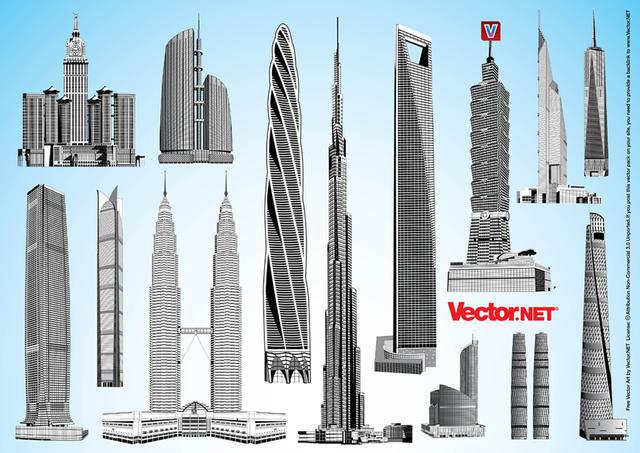 V
Vector.NET
Free Vector Art by Vector.NET License: Attribution Non-Commercial 3.0 Unported. If you post this vector pack on your site, you need to provide a backlink to www.Vector.NET